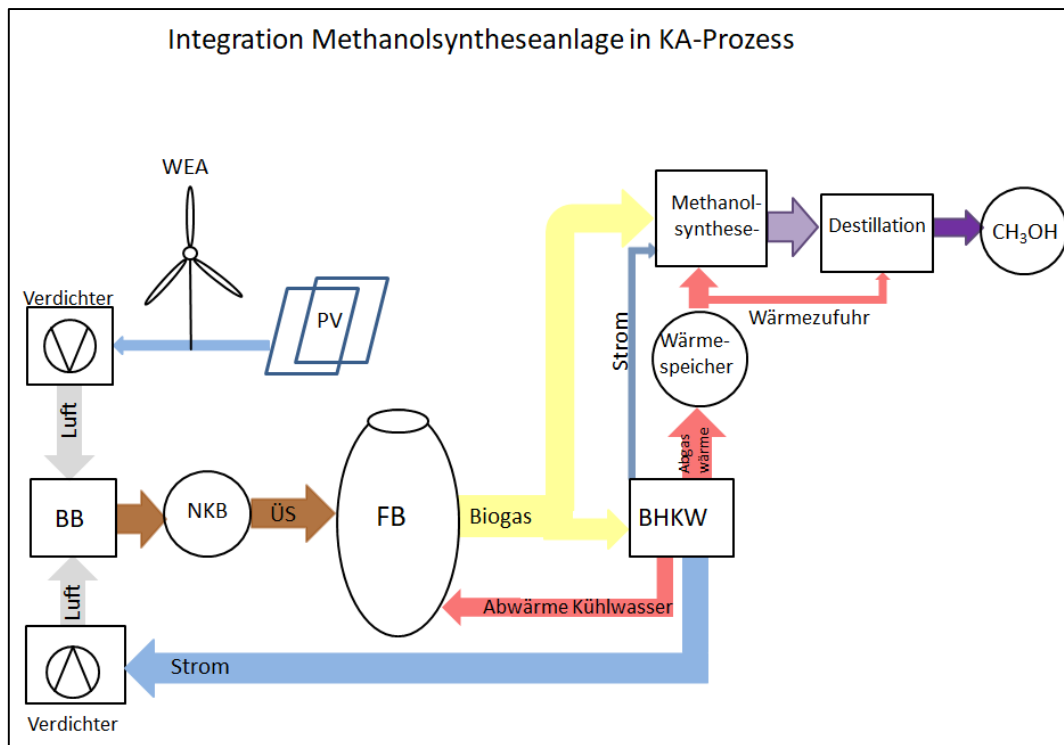 Integration Methanolsyntheseanlage in KA-Prozess
WEA
Methanol-
synthese-
Destillation
CH₃OH
Verdichter
PV
Wärmezufuhr
Strom
Wärme-
speicher
Luft
Abgas
wärme
BB
NKB
ÜS
FB
Biogas
BHKW
Luft
Abwärme Kühlwasser
Strom
Verdichter